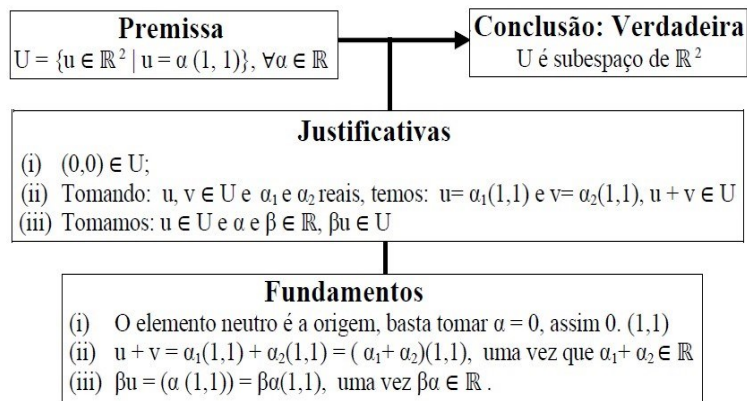 Premissa
U = {u ∈ ℝ² | u = α (1, 1)}, ∀α ∈ ℝ
Conclusão: Verdadeira
U é subespaço de ℝ²
Justificativas
(i) (0,0) ∈ U;
(ii) Tomando: u, v ∈ U e α₁ e α₂ reais, temos: u= α₁(1,1) e v= α₂(1,1), u + v ∈ U
(iii) Tomamos: u ∈ U e α e β ∈ ℝ, βu ∈ U
Fundamentos
(i) O elemento neutro é a origem, basta tomar α = 0, assim 0. (1,1)
(ii) u + v = α₁(1,1) + α₂(1,1) = ( α₁+ α₂)(1,1), uma vez que α₁+ α₂ ∈ ℝ
(iii) βu = (α (1,1)) = βα(1,1), uma vez βα ∈ ℝ .